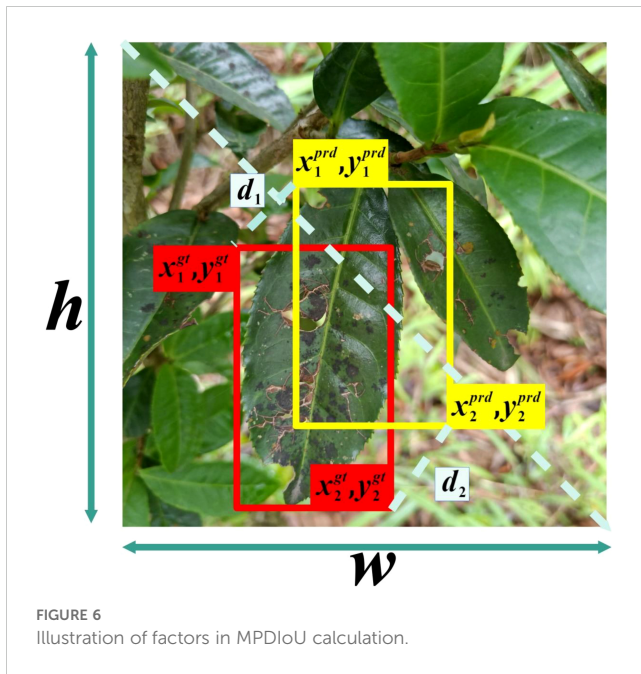 x₁ᵖʳᵈ,y₁ᵖʳᵈ
d₁
x₁ᵍᵗ,y₁ᵍᵗ
h
x₂ᵖʳᵈ,y₂ᵖʳᵈ
x₂ᵍᵗ,y₂ᵍᵗ
d₂
w
FIGURE 6
Illustration of factors in MPDIoU calculation.